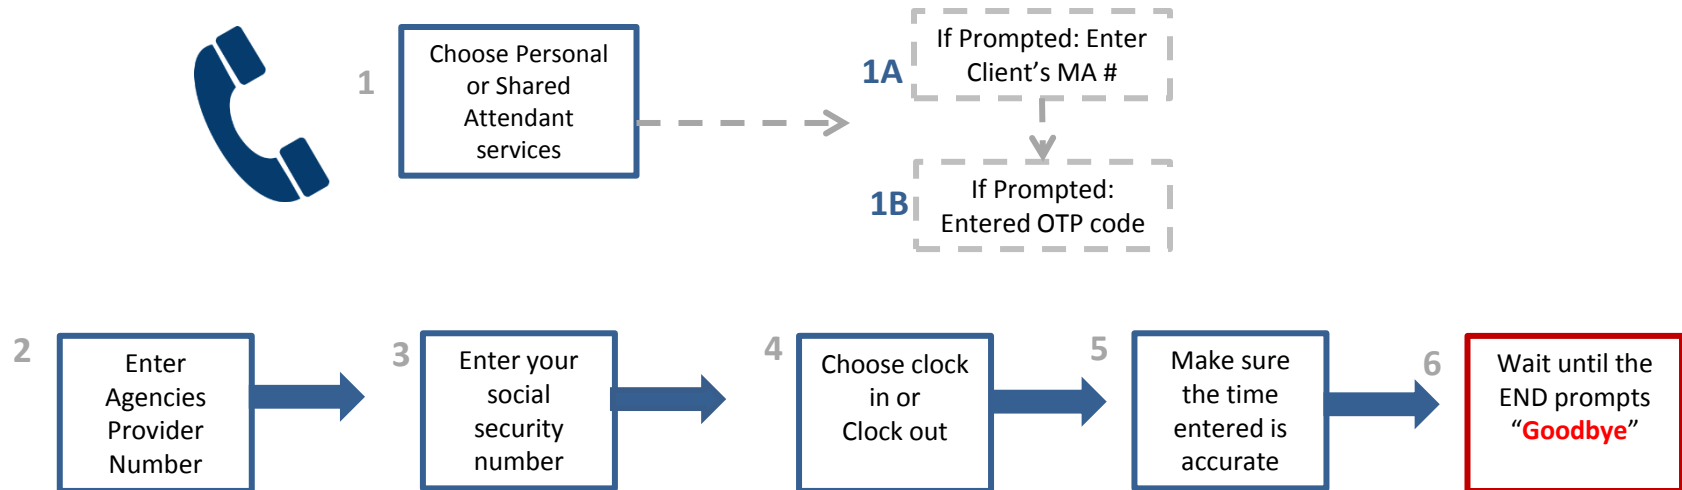 1
Choose Personal
or Shared
Attendant
services
1A
If Prompted: Enter
Client’s MA #
1B
If Prompted:
Entered OTP code
2
Enter
Agencies
Provider
Number
3
Enter your
social
security
number
4
Choose clock
in or
Clock out
5
Make sure
the time
entered is
accurate
6
Wait until the
END prompts
“Goodbye”